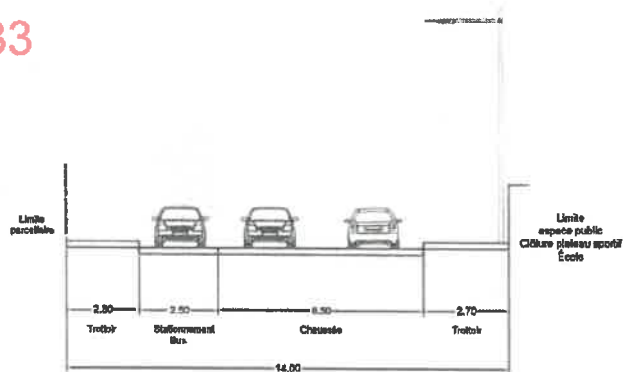 33
Limite
parcellaire
Limite
espace public
Clôture plateau sportif
École
2.30
2.50
6.50
2.70
Trottoir
Stationnement
Chaussée
Trottoir
14.00